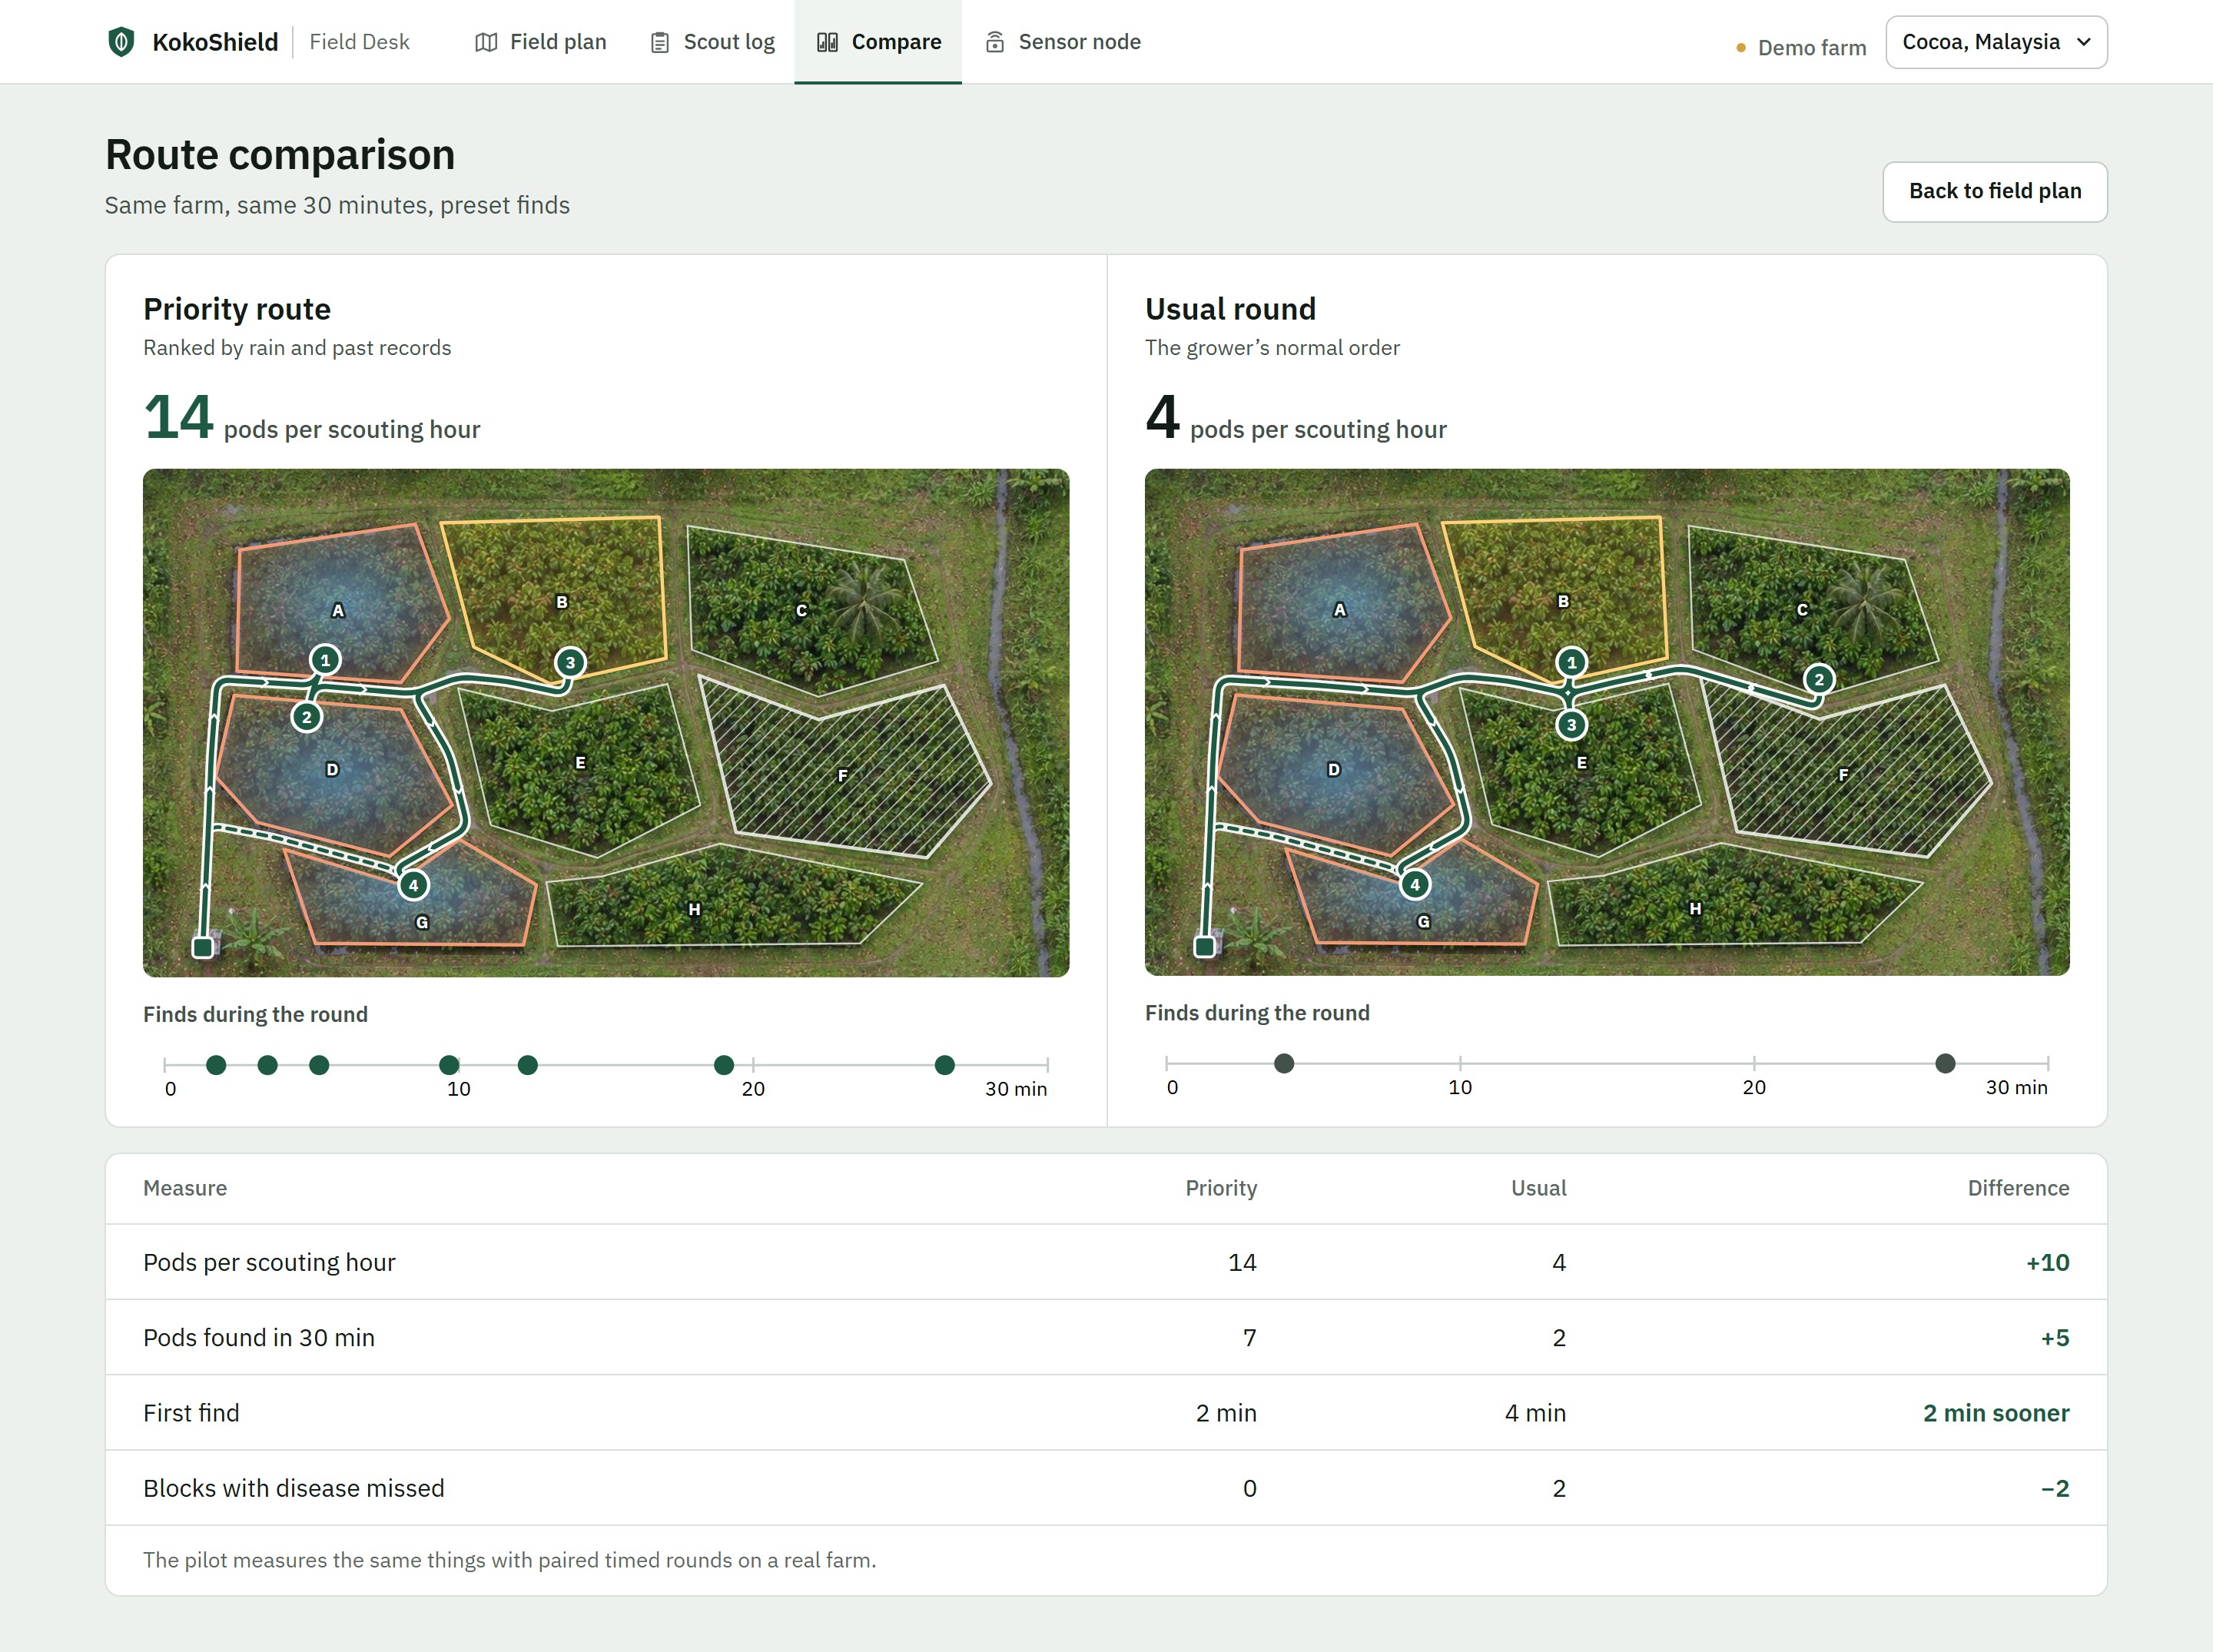 KokoShield
Field Desk
Field plan
Scout log
Compare
Sensor node
Demo farm
Cocoa, Malaysia
Route comparison
Same farm, same 30 minutes, preset finds
Back to field plan
Priority route
Ranked by rain and past records
14 pods per scouting hour
A
B
C
1
3
2
D
E
F
4
G
H
Finds during the round
0 10 20 30 min
Usual round
The grower’s normal order
4 pods per scouting hour
A
B
C
1
2
3
D
E
F
4
G
H
Finds during the round
0 10 20 30 min
Measure Priority Usual Difference
Pods per scouting hour 14 4 +10
Pods found in 30 min 7 2 +5
First find 2 min 4 min 2 min sooner
Blocks with disease missed 0 2 −2
The pilot measures the same things with paired timed rounds on a real farm.